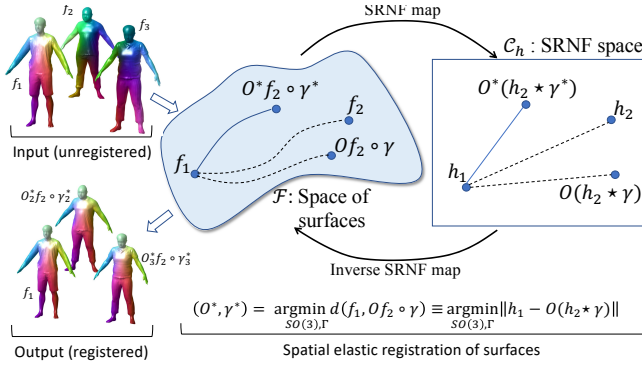 SRNF map
f₂
f₃
f₁
Input (unregistered)
O* f₂ ∘ γ*
f₂
O f₂ ∘ γ
f₁
ℱ: Space of
surfaces
𝒞ₕ : SRNF space
O*(h₂ ⋆ γ*)
h₂
h₁
O(h₂ ⋆ γ)
Inverse SRNF map
O₂* f₂ ∘ γ₂*
O₃* f₂ ∘ γ₃*
f₁
Output (registered)
(O*, γ*) = argmin d(f₁, O f₂ ∘ γ) ≡ argmin‖h₁ − O(h₂ ⋆ γ)‖
SO(3),Γ SO(3),Γ
Spatial elastic registration of surfaces